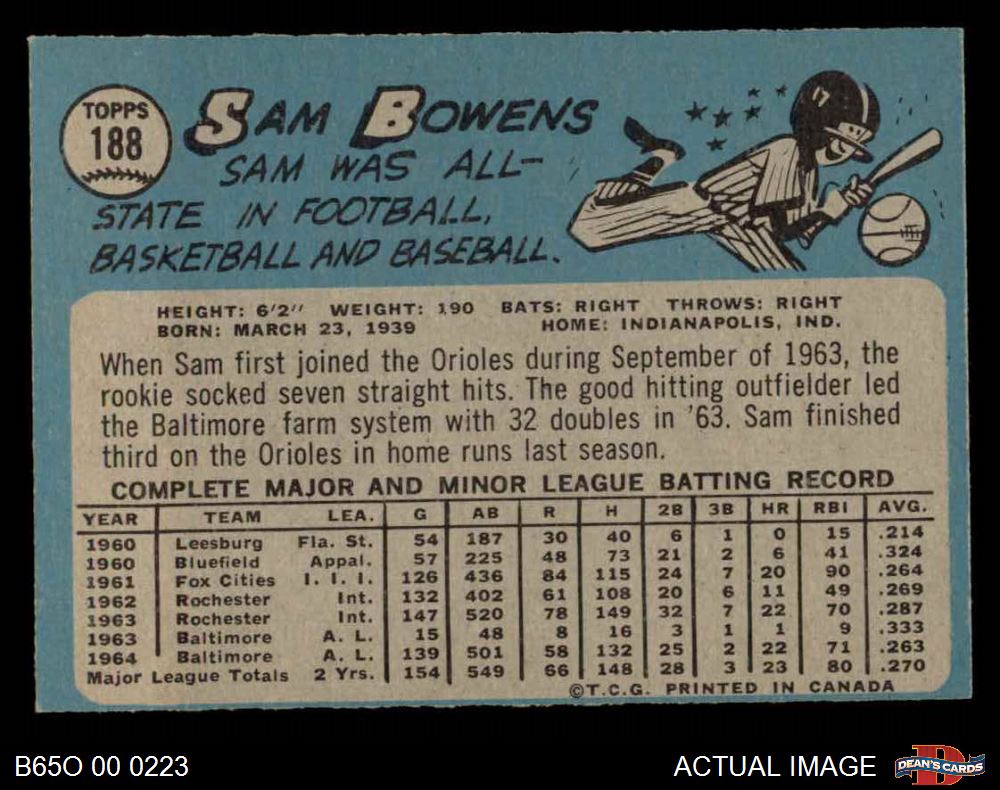 TOPPS
188
SAM BOWENS
SAM WAS ALL-
STATE IN FOOTBALL,
BASKETBALL AND BASEBALL.
HEIGHT: 6'2" WEIGHT: 190 BATS: RIGHT THROWS: RIGHT
BORN: MARCH 23, 1939 HOME: INDIANAPOLIS, IND.
When Sam first joined the Orioles during September of 1963, the
rookie socked seven straight hits. The good hitting outfielder led
the Baltimore farm system with 32 doubles in '63. Sam finished
third on the Orioles in home runs last season.
COMPLETE MAJOR AND MINOR LEAGUE BATTING RECORD
YEAR TEAM LEA. G AB R H 2B 3B HR RBI AVG.
1960 Leesburg Fla. St. 54 187 30 40 6 1 0 15 .214
1960 Bluefield Appal. 57 225 48 73 21 2 6 41 .324
1961 Fox Cities I. I. I. 126 436 84 115 24 7 20 90 .264
1962 Rochester Int. 132 402 61 108 20 6 11 49 .269
1963 Rochester Int. 147 520 78 149 32 7 22 70 .287
1963 Baltimore A. L. 15 48 8 16 3 1 1 9 .333
1964 Baltimore A. L. 139 501 58 132 25 2 22 71 .263
Major League Totals 2 Yrs. 154 549 66 148 28 3 23 80 .270
©T.C.G. PRINTED IN CANADA
B65O 00 0223 ACTUAL IMAGE DEAN'S CARDS